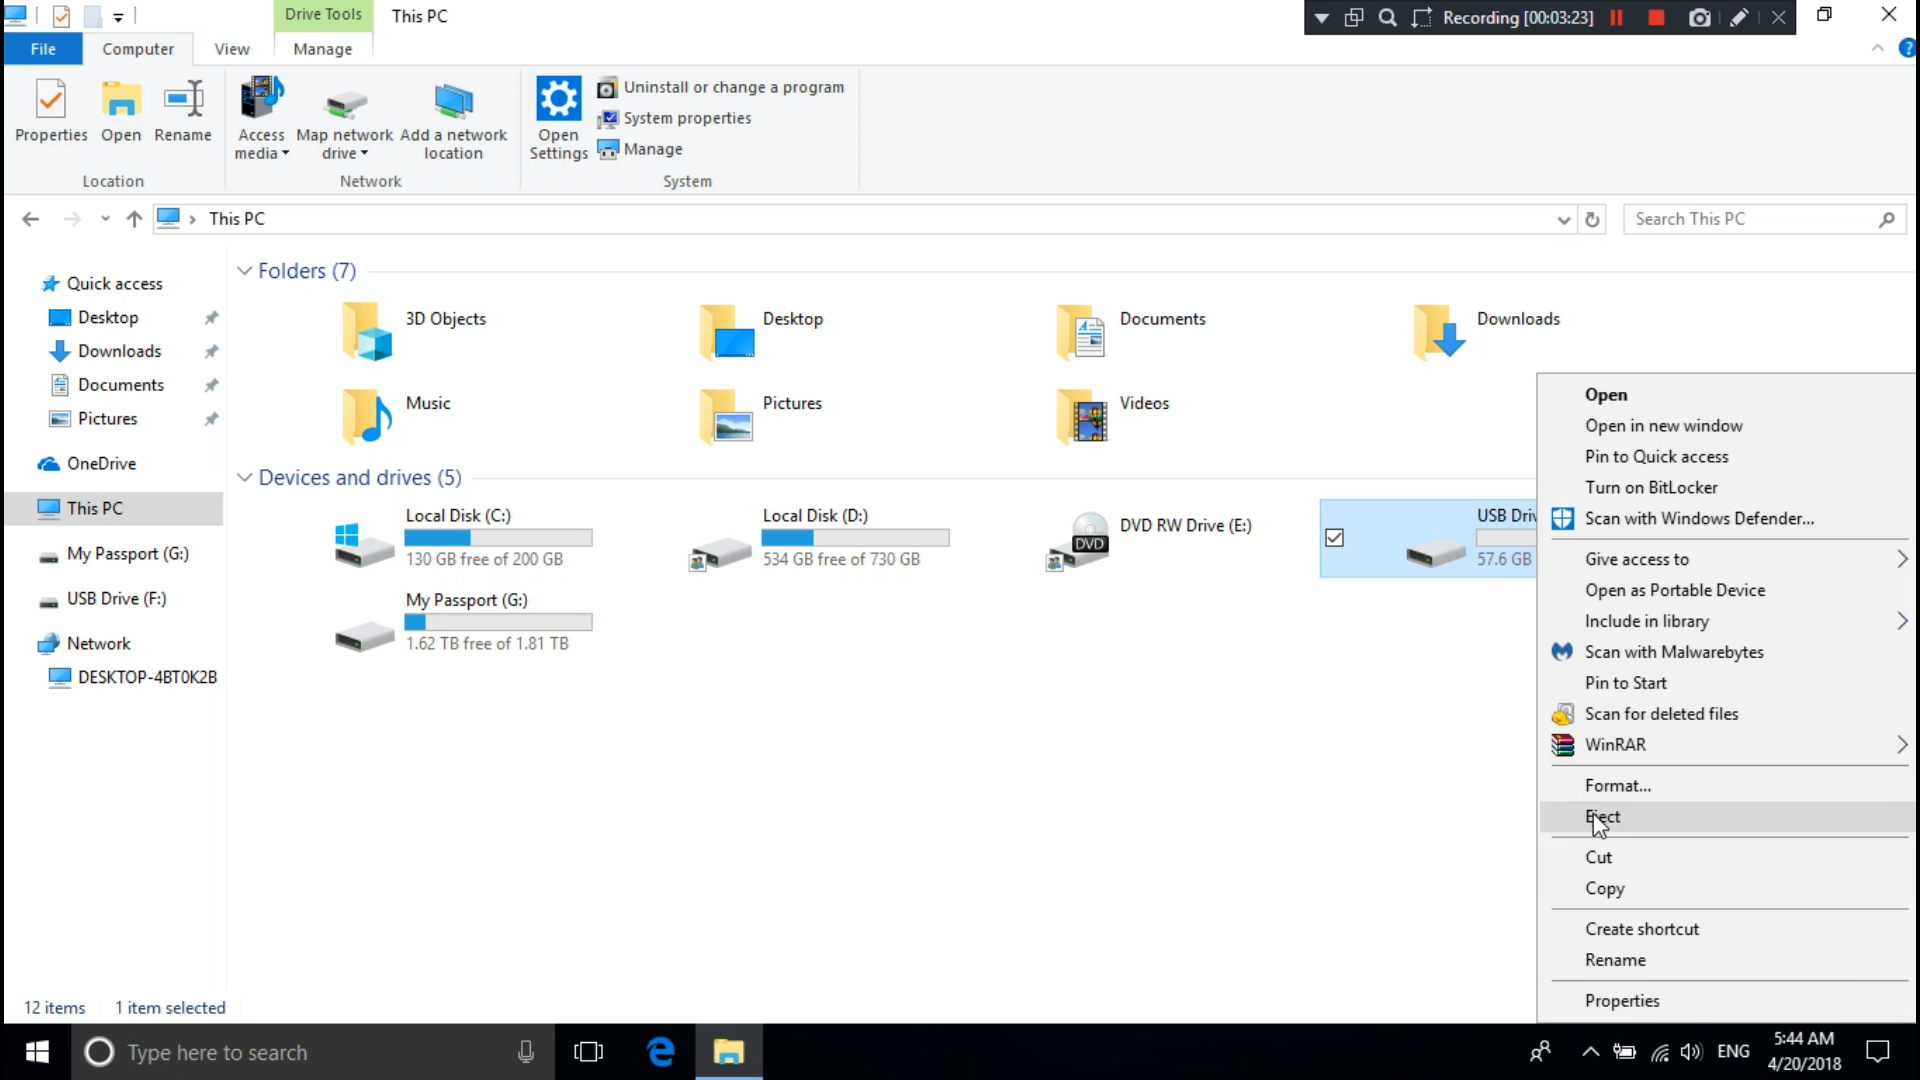 Drive Tools
This PC
Recording [00:03:23]
File
Computer
View
Manage
Properties
Open
Rename
Access media
Map network drive
Add a network location
Open Settings
Uninstall or change a program
System properties
Manage
Location
Network
System
This PC
Search This PC
Quick access
Desktop
Downloads
Documents
Pictures
OneDrive
This PC
My Passport (G:)
USB Drive (F:)
Network
DESKTOP-4BT0K2B
Folders (7)
3D Objects
Desktop
Documents
Downloads
Music
Pictures
Videos
Devices and drives (5)
Local Disk (C:)
130 GB free of 200 GB
Local Disk (D:)
534 GB free of 730 GB
DVD
DVD RW Drive (E:)
USB Driv
57.6 GB
My Passport (G:)
1.62 TB free of 1.81 TB
Open
Open in new window
Pin to Quick access
Turn on BitLocker
Scan with Windows Defender...
Give access to
Open as Portable Device
Include in library
Scan with Malwarebytes
Pin to Start
Scan for deleted files
WinRAR
Format...
Eject
Cut
Copy
Create shortcut
Rename
Properties
12 items
1 item selected
Type here to search
ENG
5:44 AM
4/20/2018